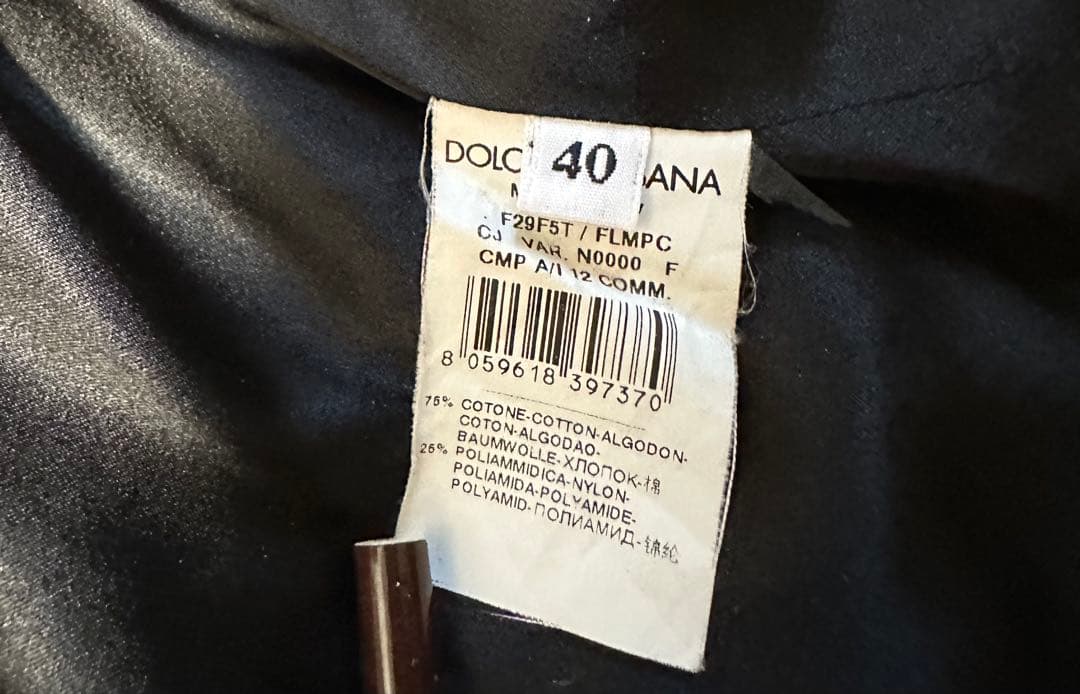 40
DOLC ANA
F29F5T / FLMPC
CJ VAR. N0000 F
CMP A/I 12 COMM.
8 059618 397370
75% COTONE-COTTON-ALGODON-
COTON-ALGODAO-
BAUMWOLLE-ХЛОПОК-棉
25% POLIAMMIDICA-NYLON-
POLIAMIDA-POLYAMIDE-
POLYAMID-ПОЛИАМИД-锦纶